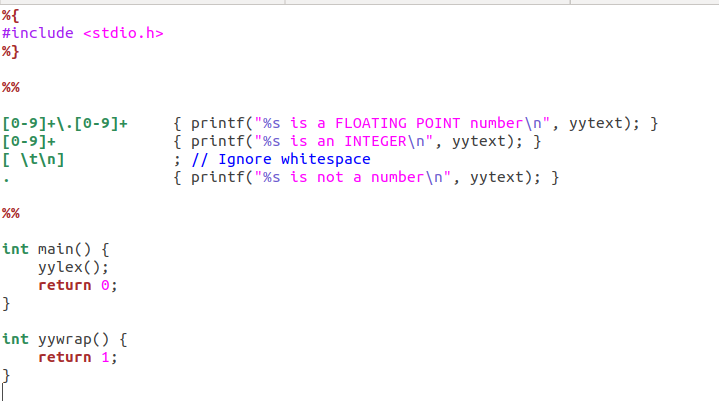 %{
#include <stdio.h>
%}
%%
[0-9]+\.[0-9]+     { printf("%s is a FLOATING POINT number\n", yytext); }
[0-9]+             { printf("%s is an INTEGER\n", yytext); }
[ \t\n]            ; // Ignore whitespace
.                  { printf("%s is not a number\n", yytext); }
%%
int main() {
    yylex();
    return 0;
}
int yywrap() {
    return 1;
}